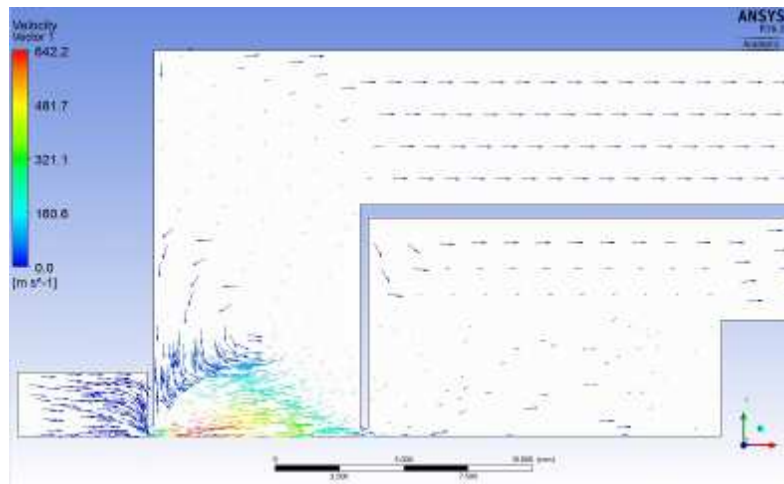 Velocity
Vector 1
642.2
481.7
321.1
160.6
0.0
[m s^-1]
ANSYS
Academic
0
5.000
10.000 (mm)
2.500
7.500